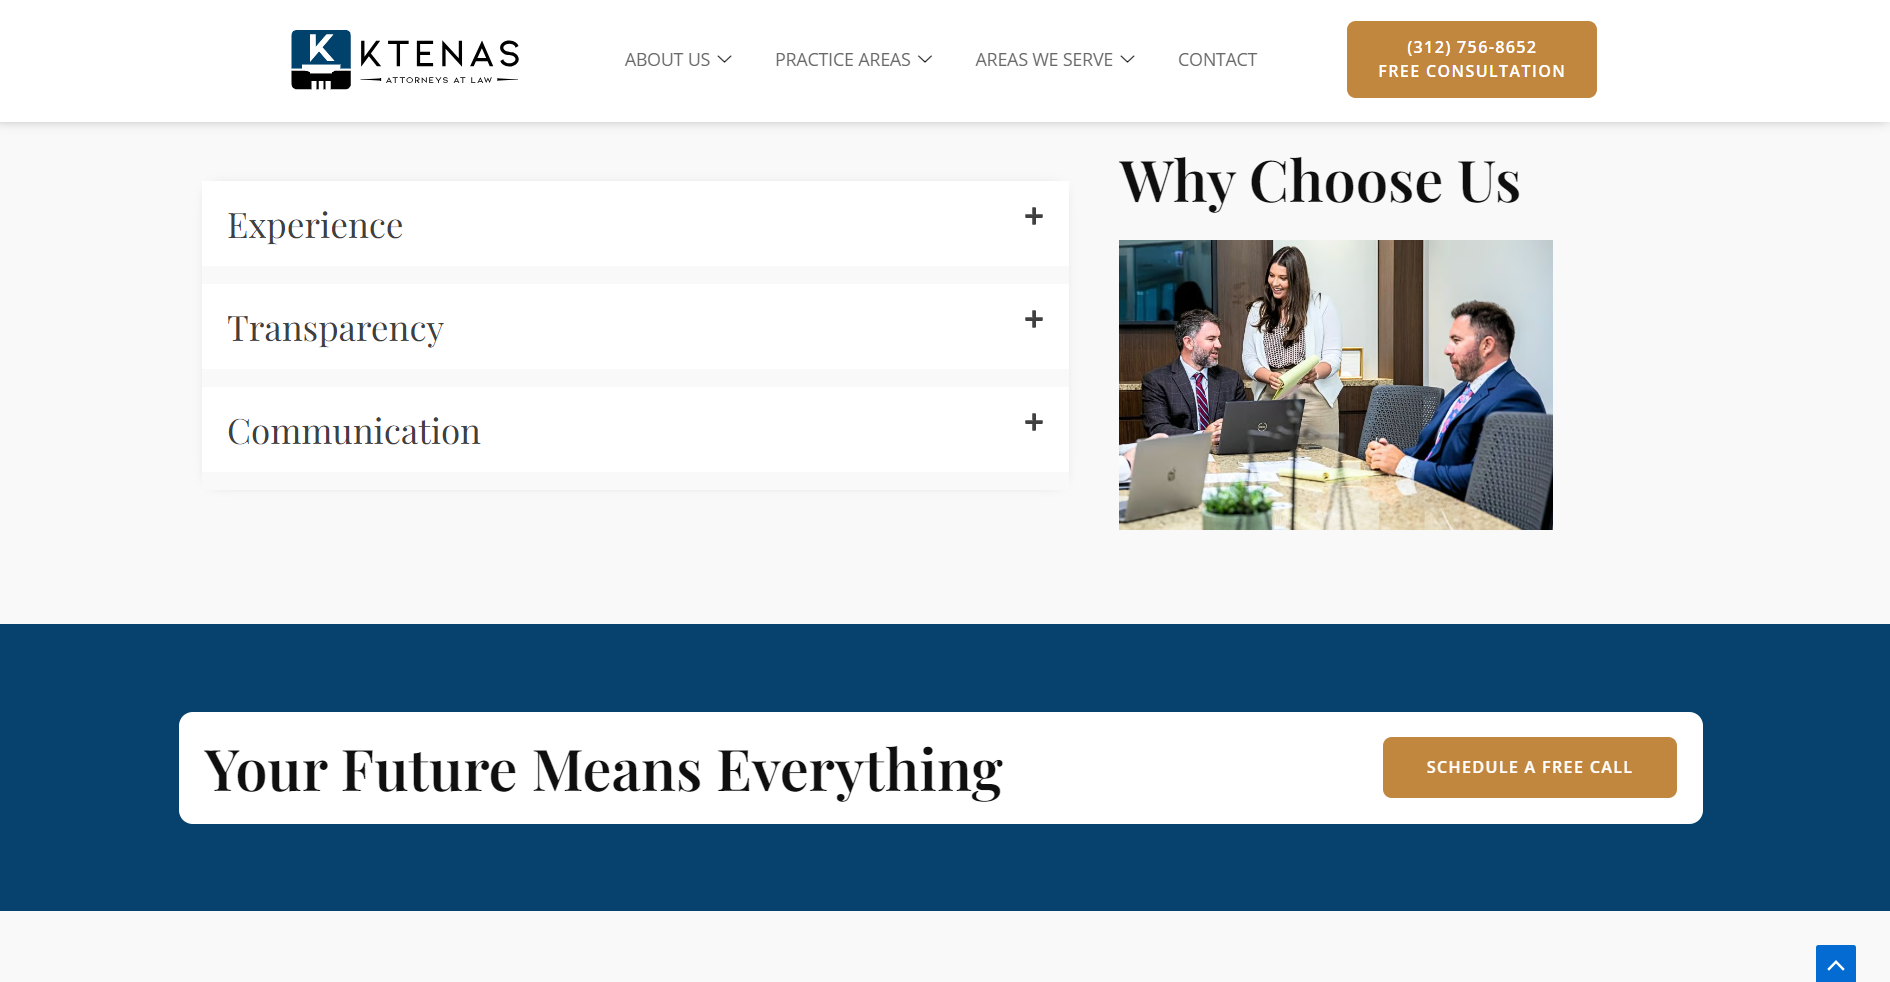 K KTENAS
ATTORNEYS AT LAW
ABOUT US
PRACTICE AREAS
AREAS WE SERVE
CONTACT
(312) 756-8652
FREE CONSULTATION
Experience
Transparency
Communication
Why Choose Us
Your Future Means Everything
SCHEDULE A FREE CALL